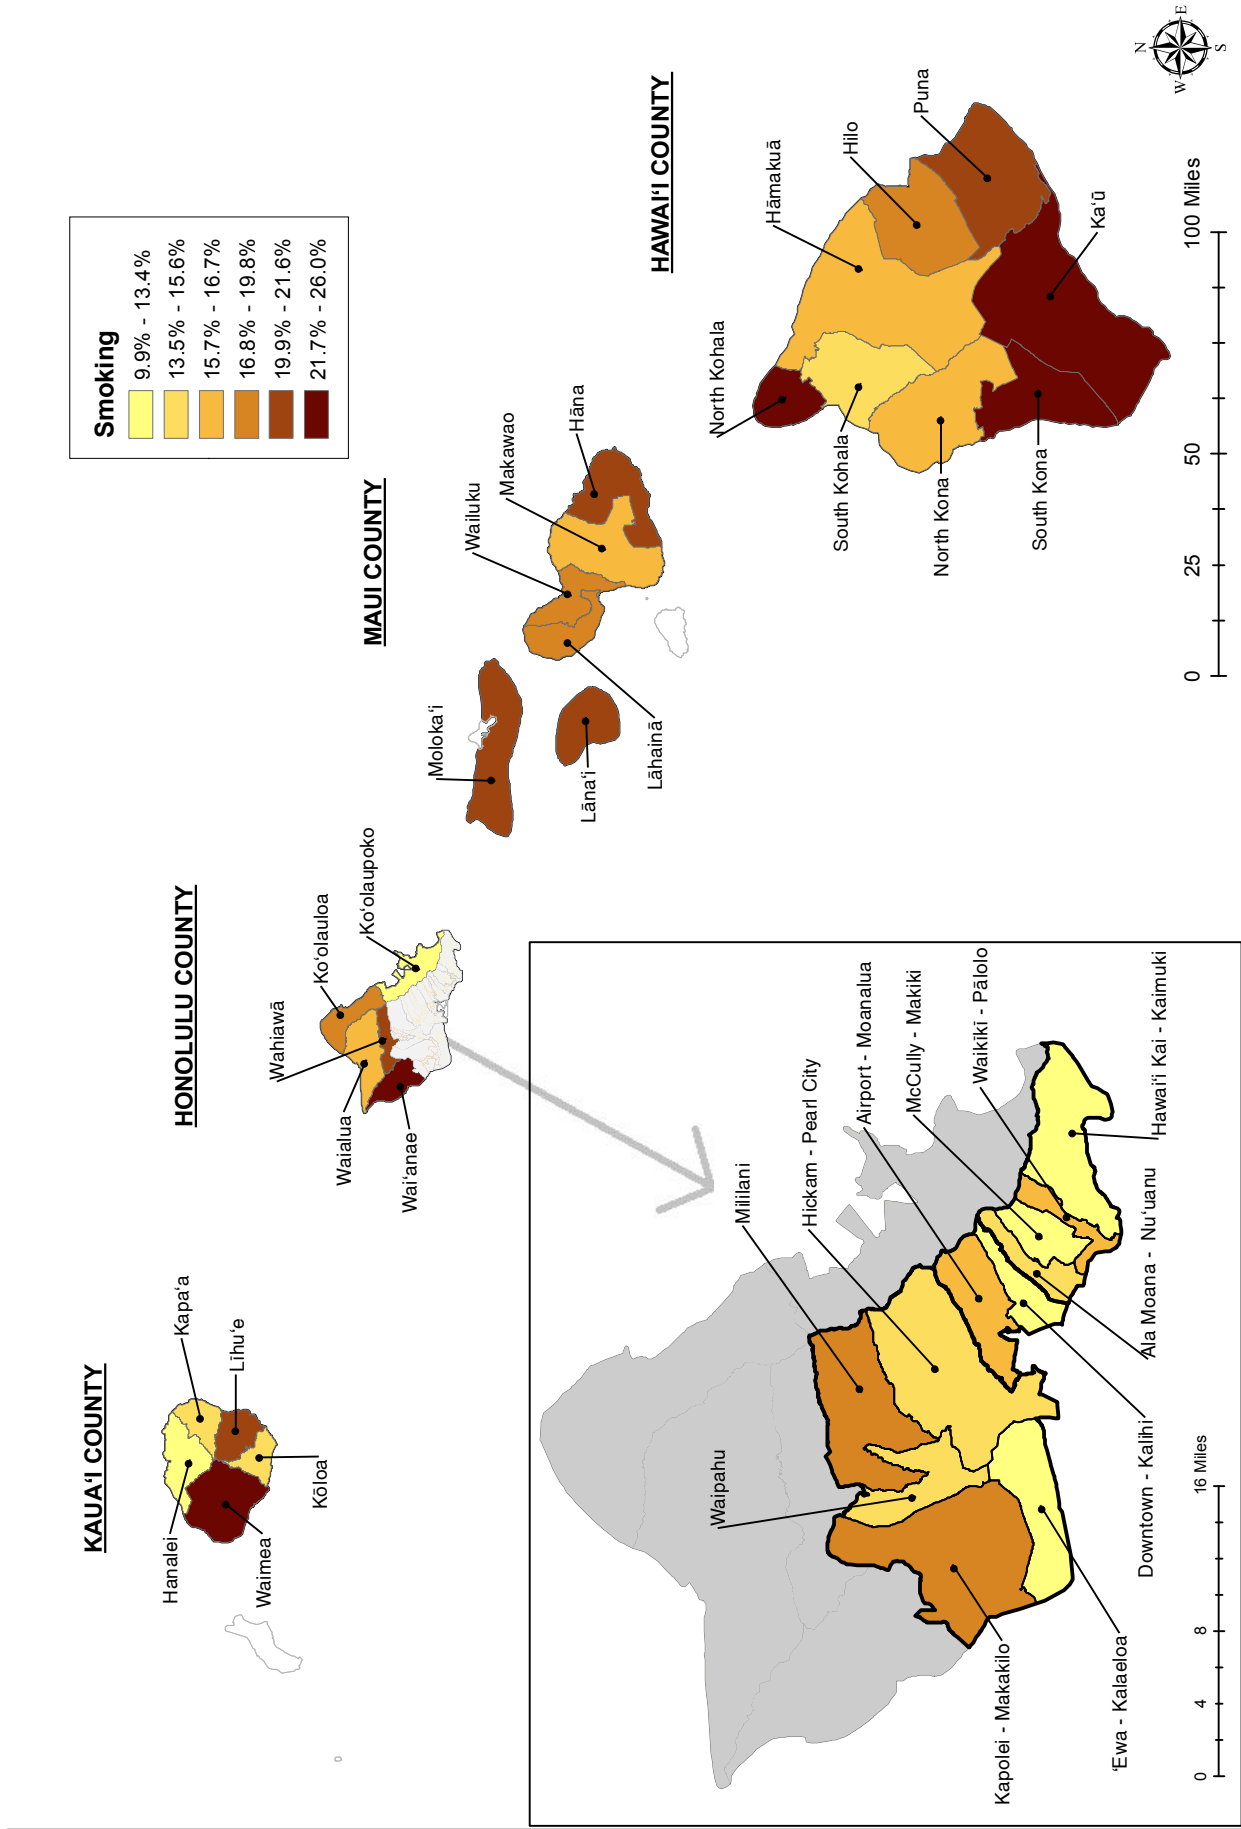 KAUAʻI COUNTY
Hanalei
Kapaʻa
Līhuʻe
Waimea
Kōloa
HONOLULU COUNTY
Wahiawā
Koʻolauloa
Koʻolaupoko
Waialua
Waiʻanae
MAUI COUNTY
Molokaʻi
Wailuku
Makawao
Hāna
Lānaʻi
Lāhainā
HAWAIʻI COUNTY
North Kohala
Hāmakuā
Hilo
Puna
South Kohala
North Kona
South Kona
Kaʻū
Smoking
9.9% - 13.4%
13.5% - 15.6%
15.7% - 16.7%
16.8% - 19.8%
19.9% - 21.6%
21.7% - 26.0%
Waipahu
Mililani
Hickam - Pearl City
Airport - Moanalua
McCully - Makiki
Waikīkī - Pālolo
Kapolei - Makakilo
ʻEwa - Kalaeloa
Downtown - Kalihi
Ala Moana - Nuʻuanu
Hawaiʻi Kai - Kaimuki
0 4 8 16 Miles
0 25 50 100 Miles
N
W E
S